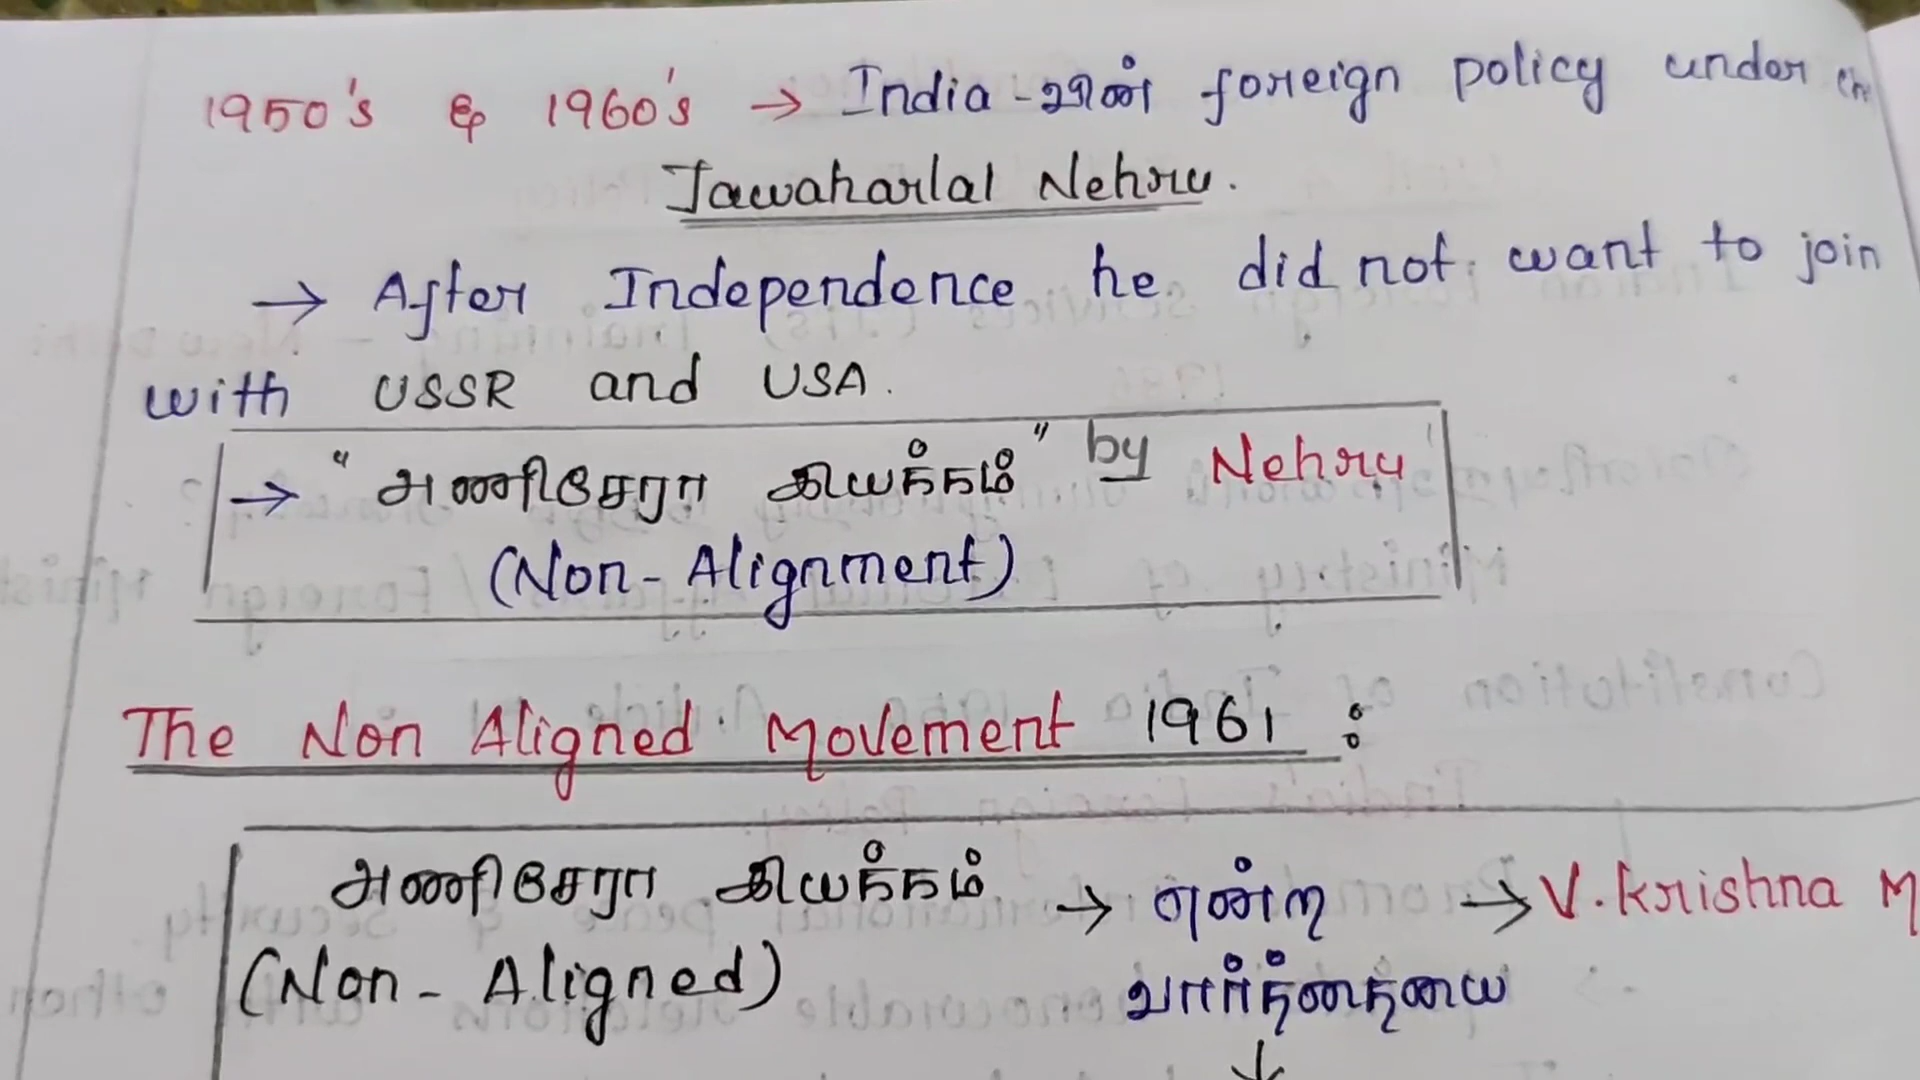 1950's & 1960's → India-யின் foreign policy under
Jawaharlal Nehru.
→ After Independence he did not want to join
with USSR and USA.
→ "அணிசேரா இயக்கம்" by Nehru
(Non-Alignment)
The Non Aligned Movement 1961 :
அணிசேரா இயக்கம் → என்ற → V. Krishna M
(Non-Aligned) வார்த்தையை
↓